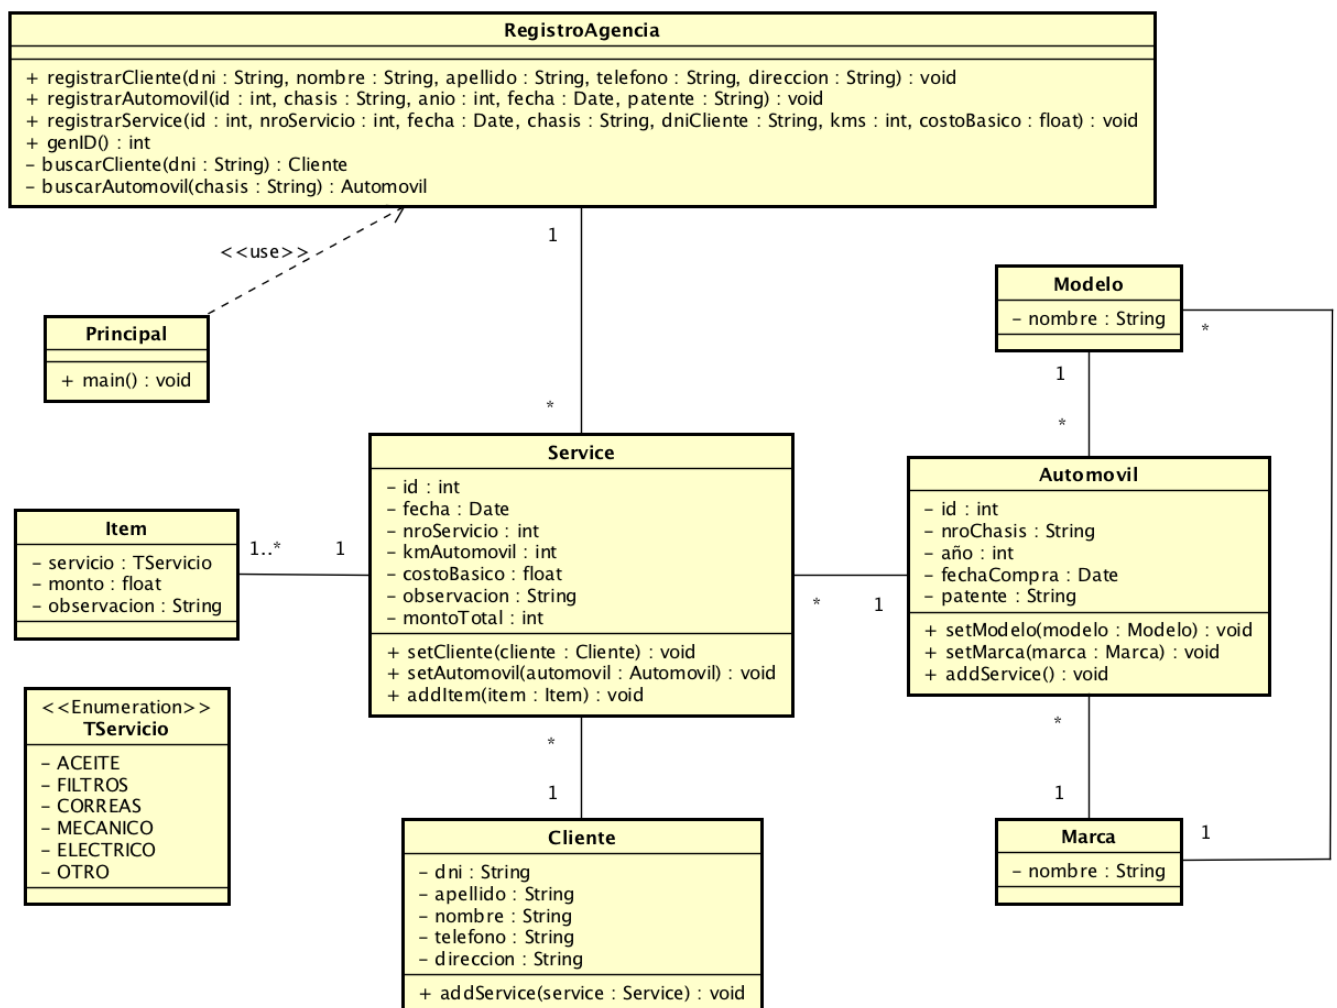 RegistroAgencia
+ registrarCliente(dni : String, nombre : String, apellido : String, telefono : String, direccion : String) : void
+ registrarAutomovil(id : int, chasis : String, anio : int, fecha : Date, patente : String) : void
+ registrarService(id : int, nroServicio : int, fecha : Date, chasis : String, dniCliente : String, kms : int, costoBasico : float) : void
+ genID() : int
- buscarCliente(dni : String) : Cliente
- buscarAutomovil(chasis : String) : Automovil
<<use>>
1
*
Principal
+ main() : void
Modelo
- nombre : String
*
1
*
Service
- id : int
- fecha : Date
- nroServicio : int
- kmAutomovil : int
- costoBasico : float
- observacion : String
- montoTotal : int
+ setCliente(cliente : Cliente) : void
+ setAutomovil(automovil : Automovil) : void
+ addItem(item : Item) : void
Automovil
- id : int
- nroChasis : String
- año : int
- fechaCompra : Date
- patente : String
+ setModelo(modelo : Modelo) : void
+ setMarca(marca : Marca) : void
+ addService() : void
Item
- servicio : TServicio
- monto : float
- observacion : String
1..*
1
*
1
<<Enumeration>>
TServicio
- ACEITE
- FILTROS
- CORREAS
- MECANICO
- ELECTRICO
- OTRO
*
1
*
1
1
Cliente
- dni : String
- apellido : String
- nombre : String
- telefono : String
- direccion : String
+ addService(service : Service) : void
Marca
- nombre : String